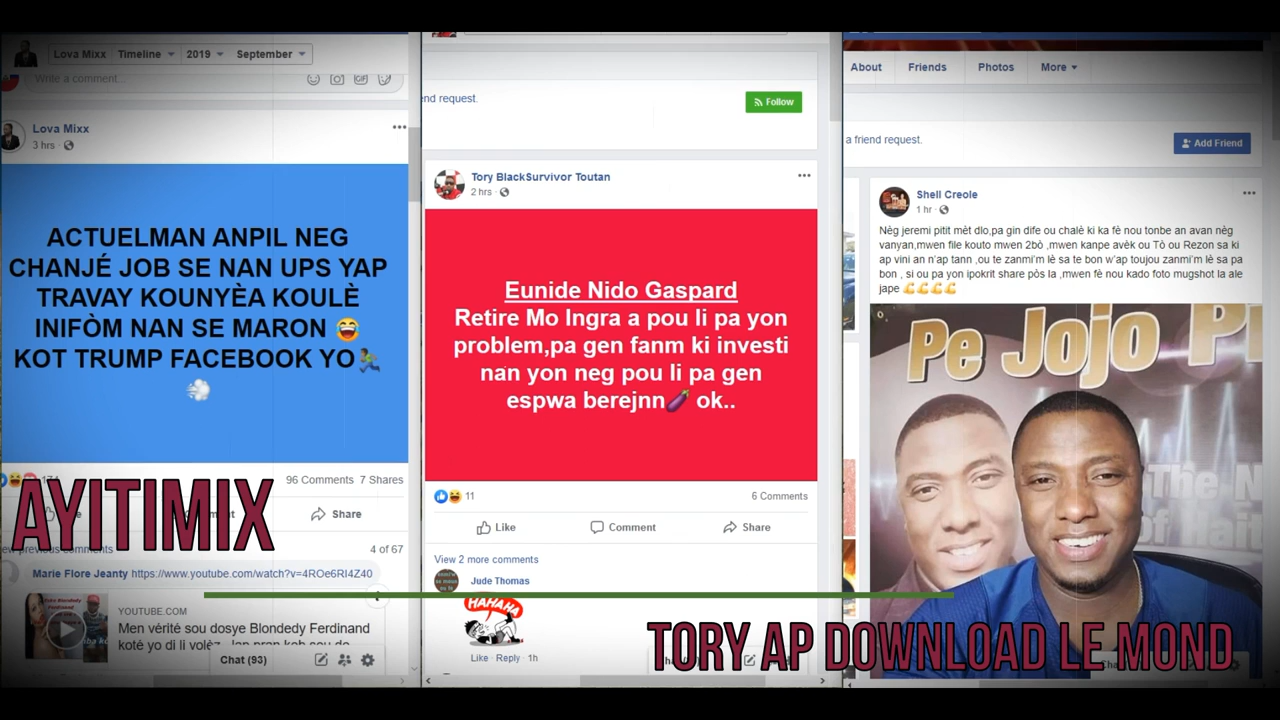 Lova Mixx Timeline 2019 September
Write a comment...
Lova Mixx
3 hrs
ACTUELMAN ANPIL NEG
CHANJÉ JOB SE NAN UPS YAP
TRAVAY KOUNYÈA KOULÈ
INIFÒM NAN SE MARON 😂
KOT TRUMP FACEBOOK YO🏃‍♂️
💨
96 Comments 7 Shares
Share
AYITIMIX
previous comments
4 of 67
Marie Flore Jeanty https://www.youtube.com/watch?v=4ROe6RI4Z40
YOUTUBE.COM
Men vérité sou dosye Blondedy Ferdinand
koté yo di li volèz.
Chat (93)
end request.
Follow
Tory BlackSurvivor Toutan
2 hrs
Eunide Nido Gaspard
Retire Mo Ingra a pou li pa yon
problem,pa gen fanm ki investi
nan yon neg pou li pa gen
espwa berejnn🍆 ok..
11
6 Comments
Like Comment Share
View 2 more comments
Jude Thomas
HAHAHA
Like · Reply · 1h
About Friends Photos More
a friend request.
Add Friend
Shell Creole
1 hr
Nèg jeremi pitit mèt dlo,pa gin dife ou chalè ki ka fè nou tonbe an avan nèg
vanyan,mwen file kouto mwen 2bò ,mwen kanpe avèk ou Tò ou Rezon sa ki
ap vini an n'ap tann ,ou te zanmi'm lè sa te bon w'ap toujou zanmi'm lè sa pa
bon , si ou pa yon ipokrit share pòs la ,mwen fè nou kado foto mugshot la ale
jape 💪💪💪💪
Pe Jojo
The N
of Hait
TORY AP DOWNLOAD LE MOND